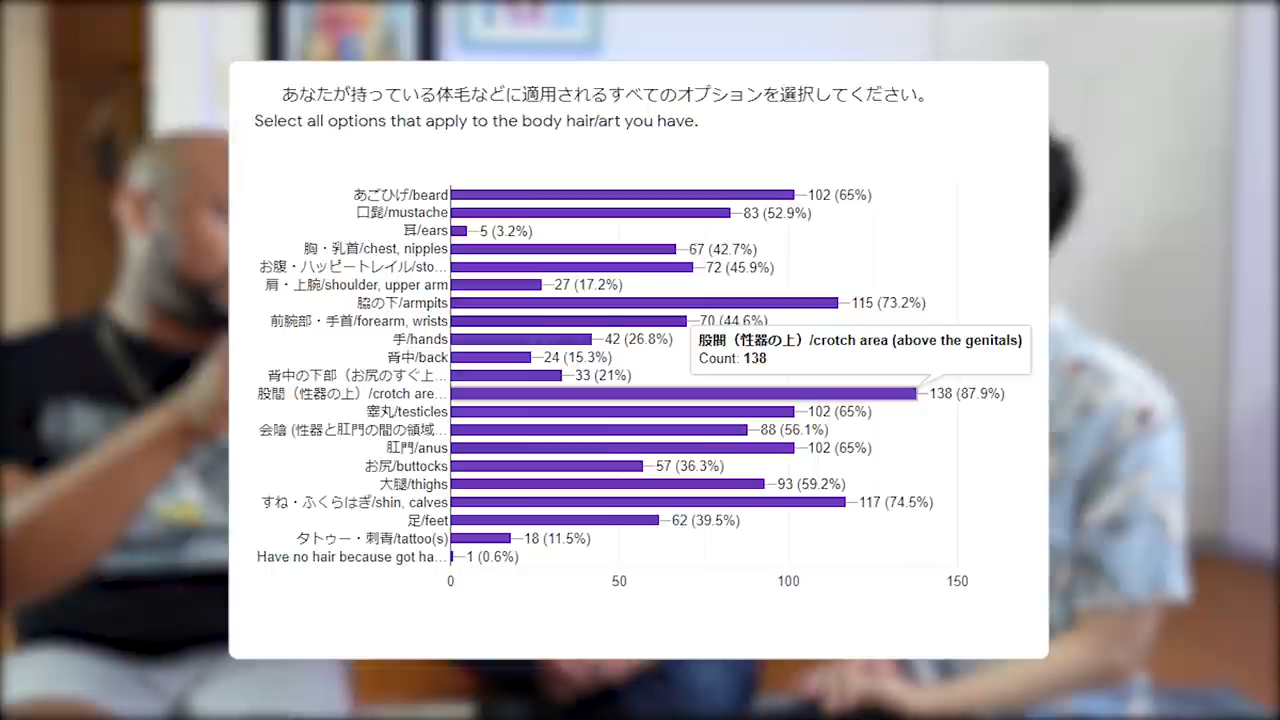 あなたが持っている体毛などに適用されるすべてのオプションを選択してください。
Select all options that apply to the body hair/art you have.
あごひげ/beard 102 (65%)
口髭/mustache 83 (52.9%)
耳/ears 5 (3.2%)
胸・乳首/chest, nipples 67 (42.7%)
お腹・ハッピートレイル/sto... 72 (45.9%)
肩・上腕/shoulder, upper arm 27 (17.2%)
脇の下/armpits 115 (73.2%)
前腕部・手首/forearm, wrists 70 (44.6%)
手/hands 42 (26.8%)
股間（性器の上）/crotch area (above the genitals)
Count: 138
背中/back 24 (15.3%)
背中の下部（お尻のすぐ上... 33 (21%)
股間（性器の上）/crotch are... 138 (87.9%)
睾丸/testicles 102 (65%)
会陰 (性器と肛門の間の領域... 88 (56.1%)
肛門/anus 102 (65%)
お尻/buttocks 57 (36.3%)
大腿/thighs 93 (59.2%)
すね・ふくらはぎ/shin, calves 117 (74.5%)
足/feet 62 (39.5%)
タトゥー・刺青/tattoo(s) 18 (11.5%)
Have no hair because got ha... 1 (0.6%)
0 50 100 150